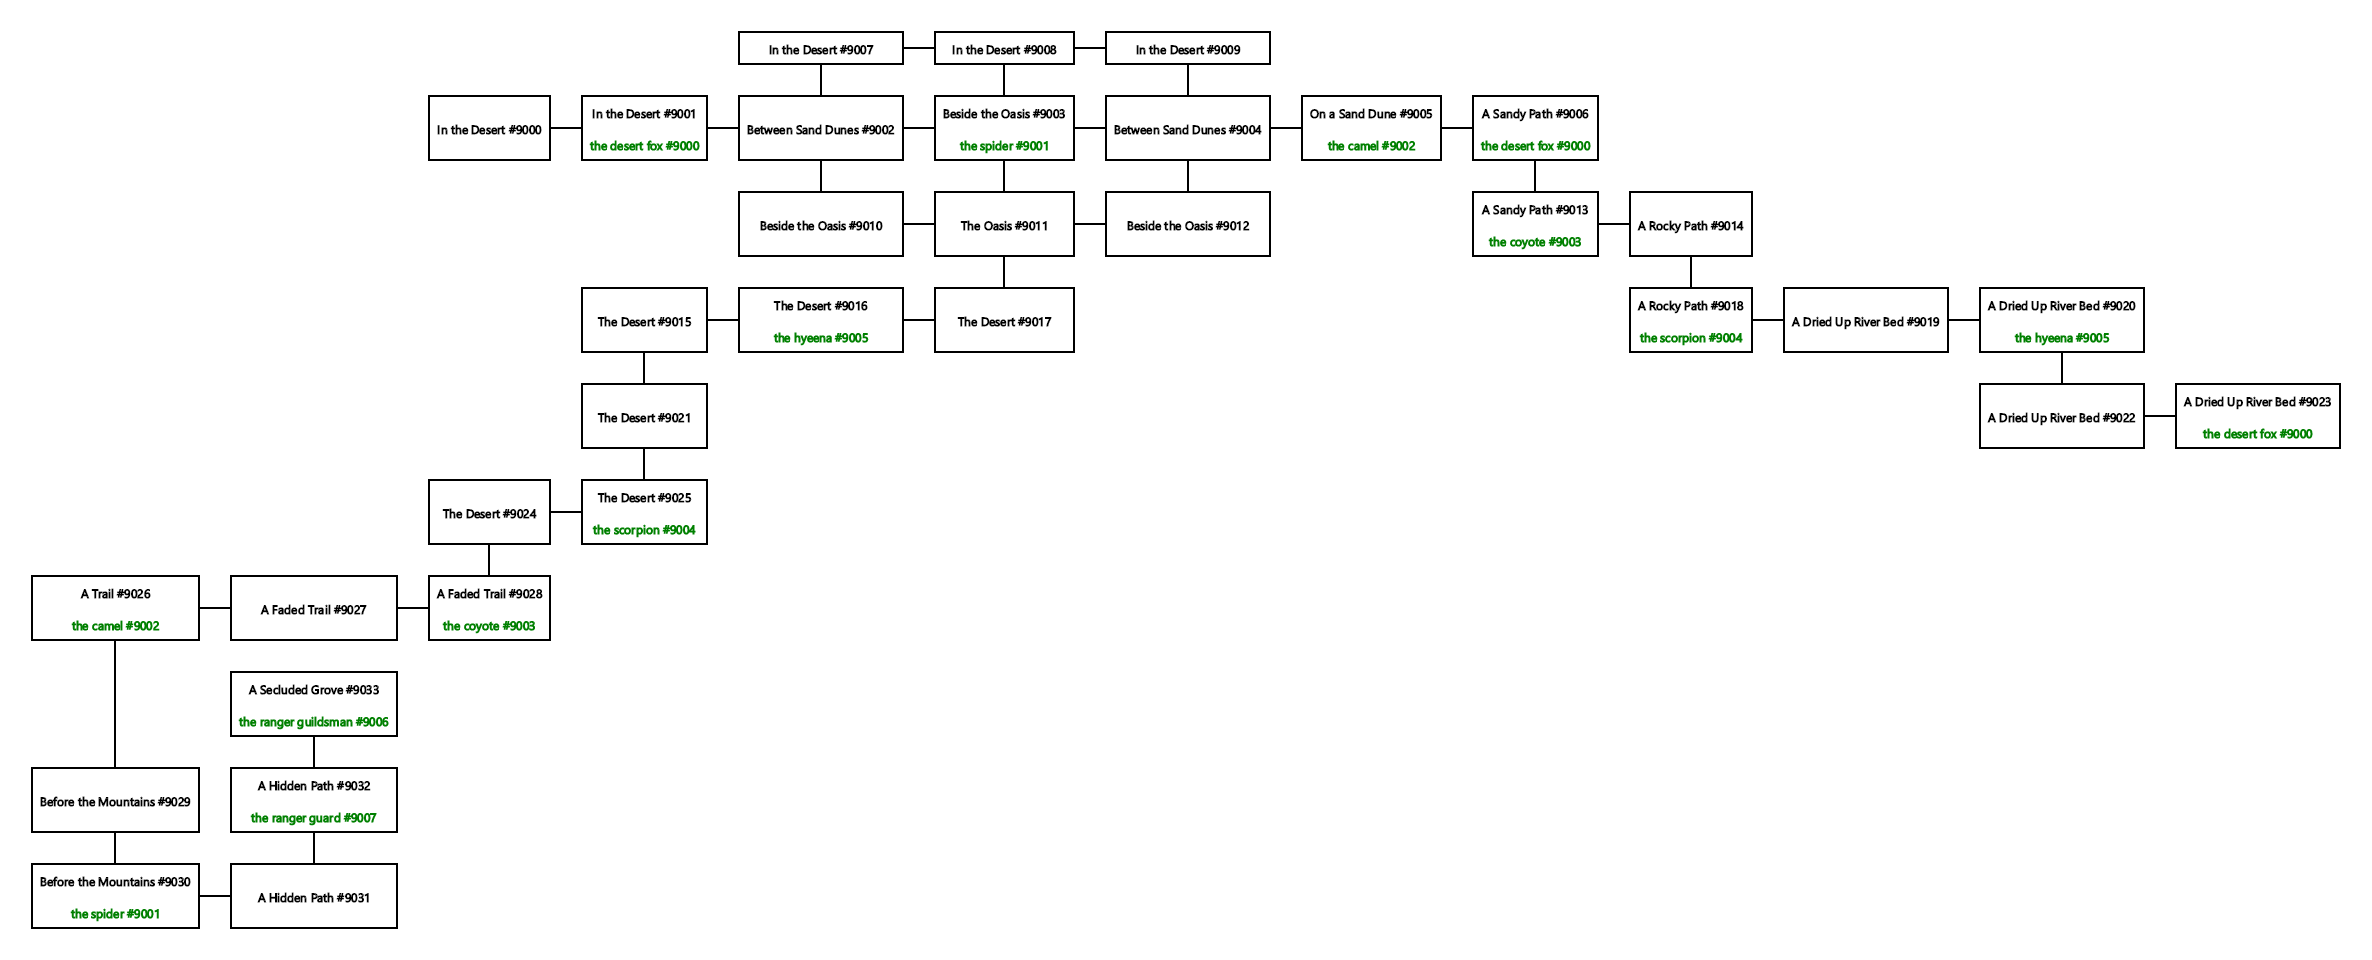 In the Desert #9007
In the Desert #9008
In the Desert #9009
In the Desert #9000
In the Desert #9001
the desert fox #9000
Between Sand Dunes #9002
Beside the Oasis #9003
the spider #9001
Between Sand Dunes #9004
On a Sand Dune #9005
the camel #9002
A Sandy Path #9006
the desert fox #9000
Beside the Oasis #9010
The Oasis #9011
Beside the Oasis #9012
A Sandy Path #9013
the coyote #9003
A Rocky Path #9014
The Desert #9015
The Desert #9016
the hyeena #9005
The Desert #9017
A Rocky Path #9018
the scorpion #9004
A Dried Up River Bed #9019
A Dried Up River Bed #9020
the hyeena #9005
The Desert #9021
A Dried Up River Bed #9022
A Dried Up River Bed #9023
the desert fox #9000
The Desert #9024
The Desert #9025
the scorpion #9004
A Trail #9026
the camel #9002
A Faded Trail #9027
A Faded Trail #9028
the coyote #9003
A Secluded Grove #9033
the ranger guildsman #9006
Before the Mountains #9029
A Hidden Path #9032
the ranger guard #9007
Before the Mountains #9030
the spider #9001
A Hidden Path #9031